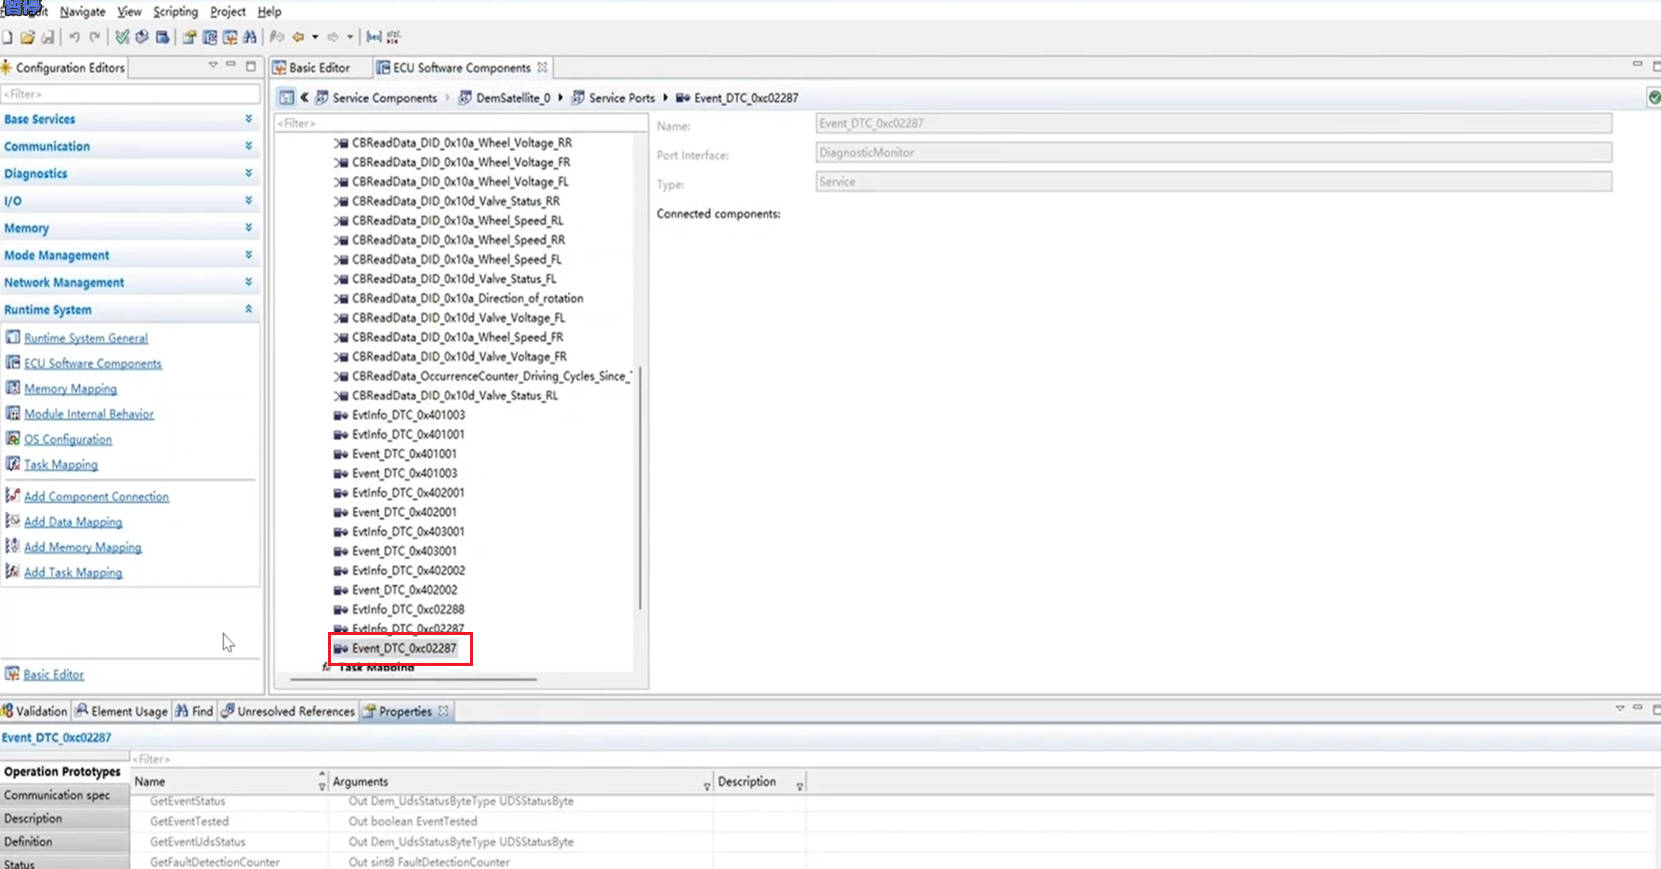 Navigate View Scripting Project Help
Configuration Editors
<Filter>
Base Services
Communication
Diagnostics
I/O
Memory
Mode Management
Network Management
Runtime System
Runtime System General
ECU Software Components
Memory Mapping
Module Internal Behavior
OS Configuration
Task Mapping
Add Component Connection
Add Data Mapping
Add Memory Mapping
Add Task Mapping
Basic Editor
Basic Editor ECU Software Components
Service Components DemSatellite_0 Service Ports Event_DTC_0xc02287
<Filter>
CBReadData_DID_0x10a_Wheel_Voltage_RR
CBReadData_DID_0x10a_Wheel_Voltage_FR
CBReadData_DID_0x10a_Wheel_Voltage_FL
CBReadData_DID_0x10d_Valve_Status_RR
CBReadData_DID_0x10a_Wheel_Speed_RL
CBReadData_DID_0x10a_Wheel_Speed_RR
CBReadData_DID_0x10a_Wheel_Speed_FL
CBReadData_DID_0x10d_Valve_Status_FL
CBReadData_DID_0x10a_Direction_of_rotation
CBReadData_DID_0x10d_Valve_Voltage_FL
CBReadData_DID_0x10a_Wheel_Speed_FR
CBReadData_DID_0x10d_Valve_Voltage_FR
CBReadData_OccurrenceCounter_Driving_Cycles_Since_
CBReadData_DID_0x10d_Valve_Status_RL
EvtInfo_DTC_0x401003
EvtInfo_DTC_0x401001
Event_DTC_0x401001
Event_DTC_0x401003
EvtInfo_DTC_0x402001
Event_DTC_0x402001
EvtInfo_DTC_0x403001
Event_DTC_0x403001
EvtInfo_DTC_0x402002
Event_DTC_0x402002
EvtInfo_DTC_0xc02288
EvtInfo_DTC_0xc02287
Event_DTC_0xc02287
Task Mapping
Name: Event_DTC_0xc02287
Port Interface: DiagnosticMonitor
Type: Service
Connected components:
Validation Element Usage Find Unresolved References Properties
Event_DTC_0xc02287
Operation Prototypes
Communication spec
Description
Definition
Status
<Filter>
Name Arguments Description
GetEventStatus Out Dem_UdsStatusByteType UDSStatusByte
GetEventTested Out boolean EventTested
GetEventUdsStatus Out Dem_UdsStatusByteType UDSStatusByte
GetFaultDetectionCounter Out sint8 FaultDetectionCounter